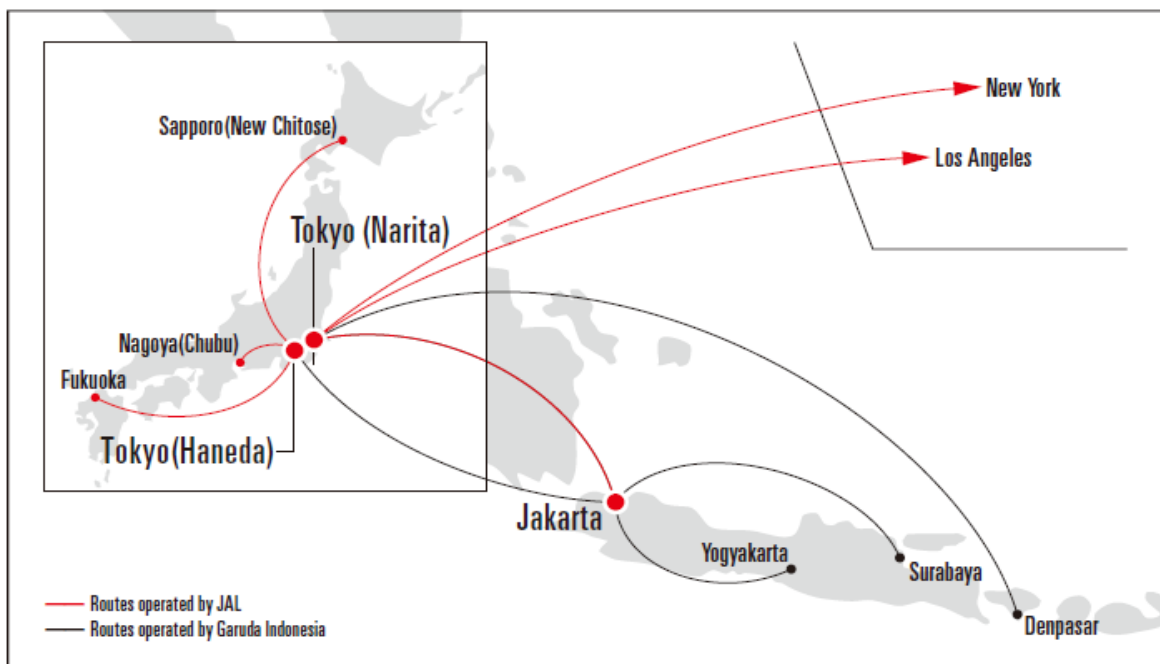 New York
Sapporo(New Chitose)
Los Angeles
Tokyo (Narita)
Nagoya(Chubu)
Fukuoka
Tokyo(Haneda)
Jakarta
Yogyakarta
Surabaya
Denpasar
Routes operated by JAL
Routes operated by Garuda Indonesia